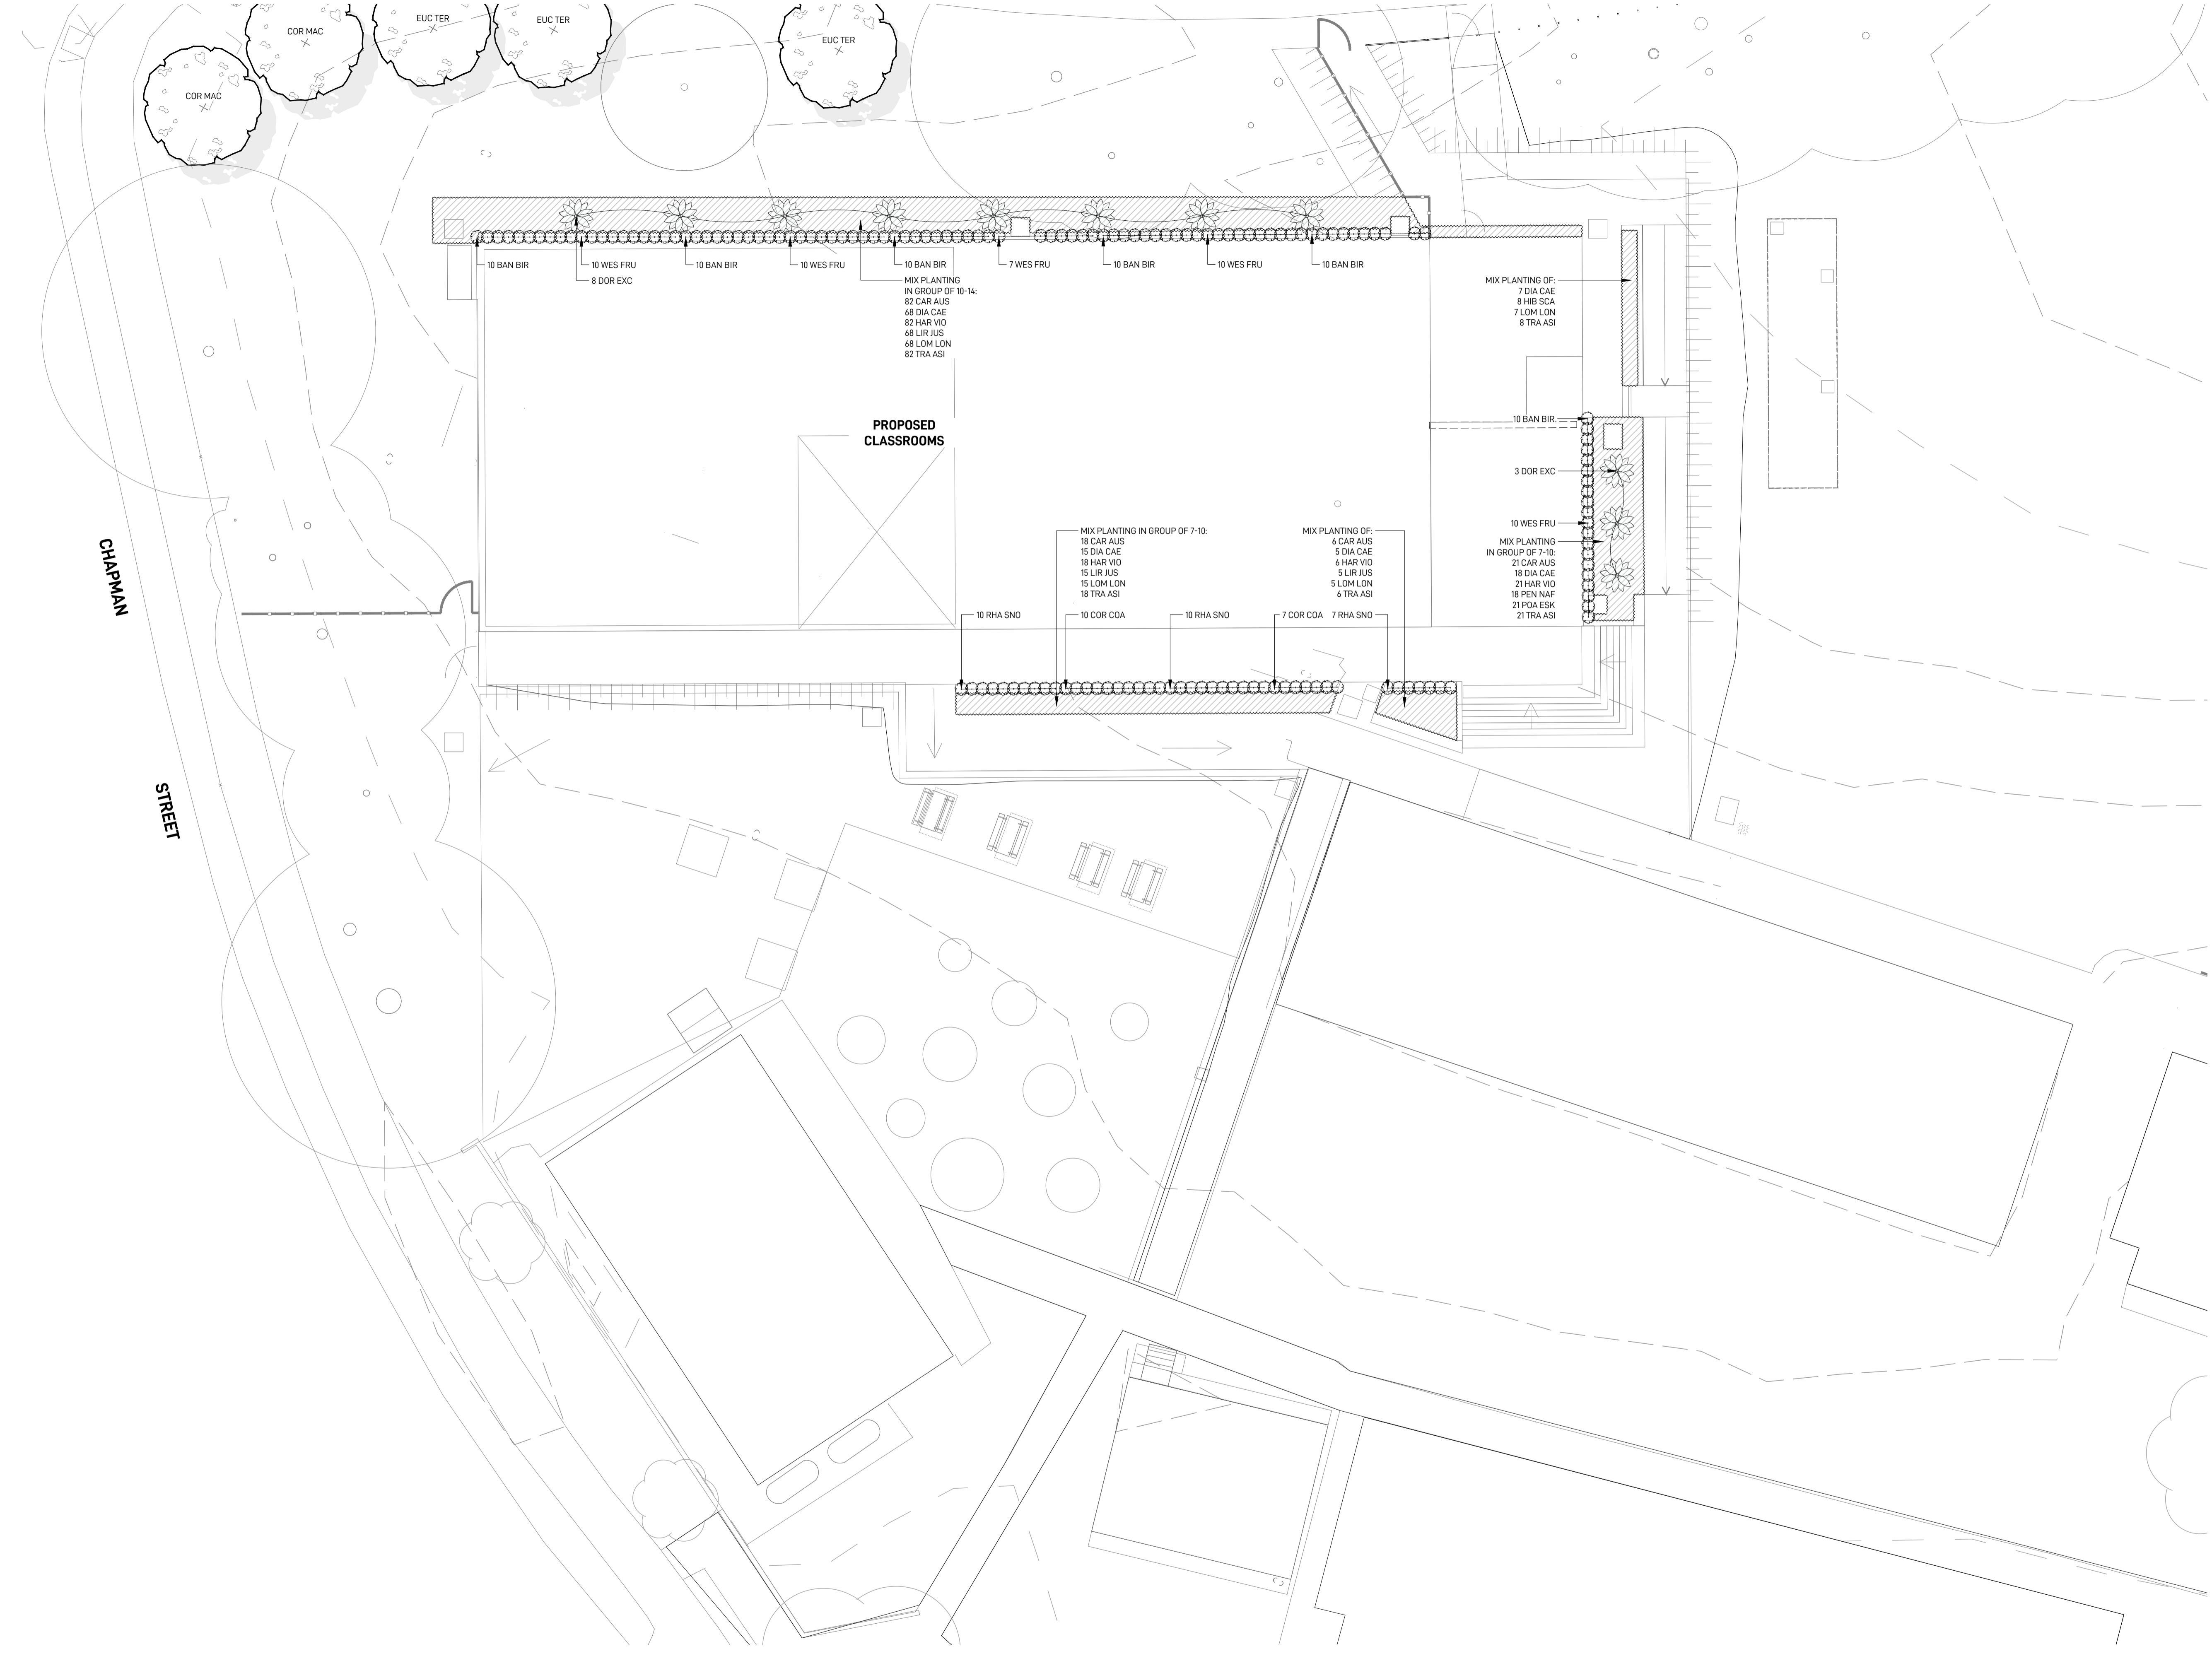 EUC TER
EUC TER
COR MAC
EUC TER
COR MAC
10 BAN BIR
10 WES FRU
10 BAN BIR
10 WES FRU
10 BAN BIR
7 WES FRU
10 BAN BIR
10 WES FRU
10 BAN BIR
8 DOR EXC
MIX PLANTING
IN GROUP OF 10-14:
82 CAR AUS
68 DIA CAE
82 HAR VIO
68 LIR JUS
68 LOM LON
82 TRA ASI
MIX PLANTING OF:
7 DIA CAE
8 HIB SCA
7 LOM LON
8 TRA ASI
PROPOSED
CLASSROOMS
10 BAN BIR
3 DOR EXC
10 WES FRU
MIX PLANTING
IN GROUP OF 7-10:
21 CAR AUS
18 DIA CAE
21 HAR VIO
18 PEN NAF
21 POA ESK
21 TRA ASI
MIX PLANTING IN GROUP OF 7-10:
18 CAR AUS
15 DIA CAE
18 HAR VIO
15 LIR JUS
15 LOM LON
18 TRA ASI
MIX PLANTING OF:
6 CAR AUS
5 DIA CAE
6 HAR VIO
5 LIR JUS
5 LOM LON
6 TRA ASI
10 RHA SNO
10 COR COA
10 RHA SNO
7 COR COA
7 RHA SNO
CHAPMAN
STREET